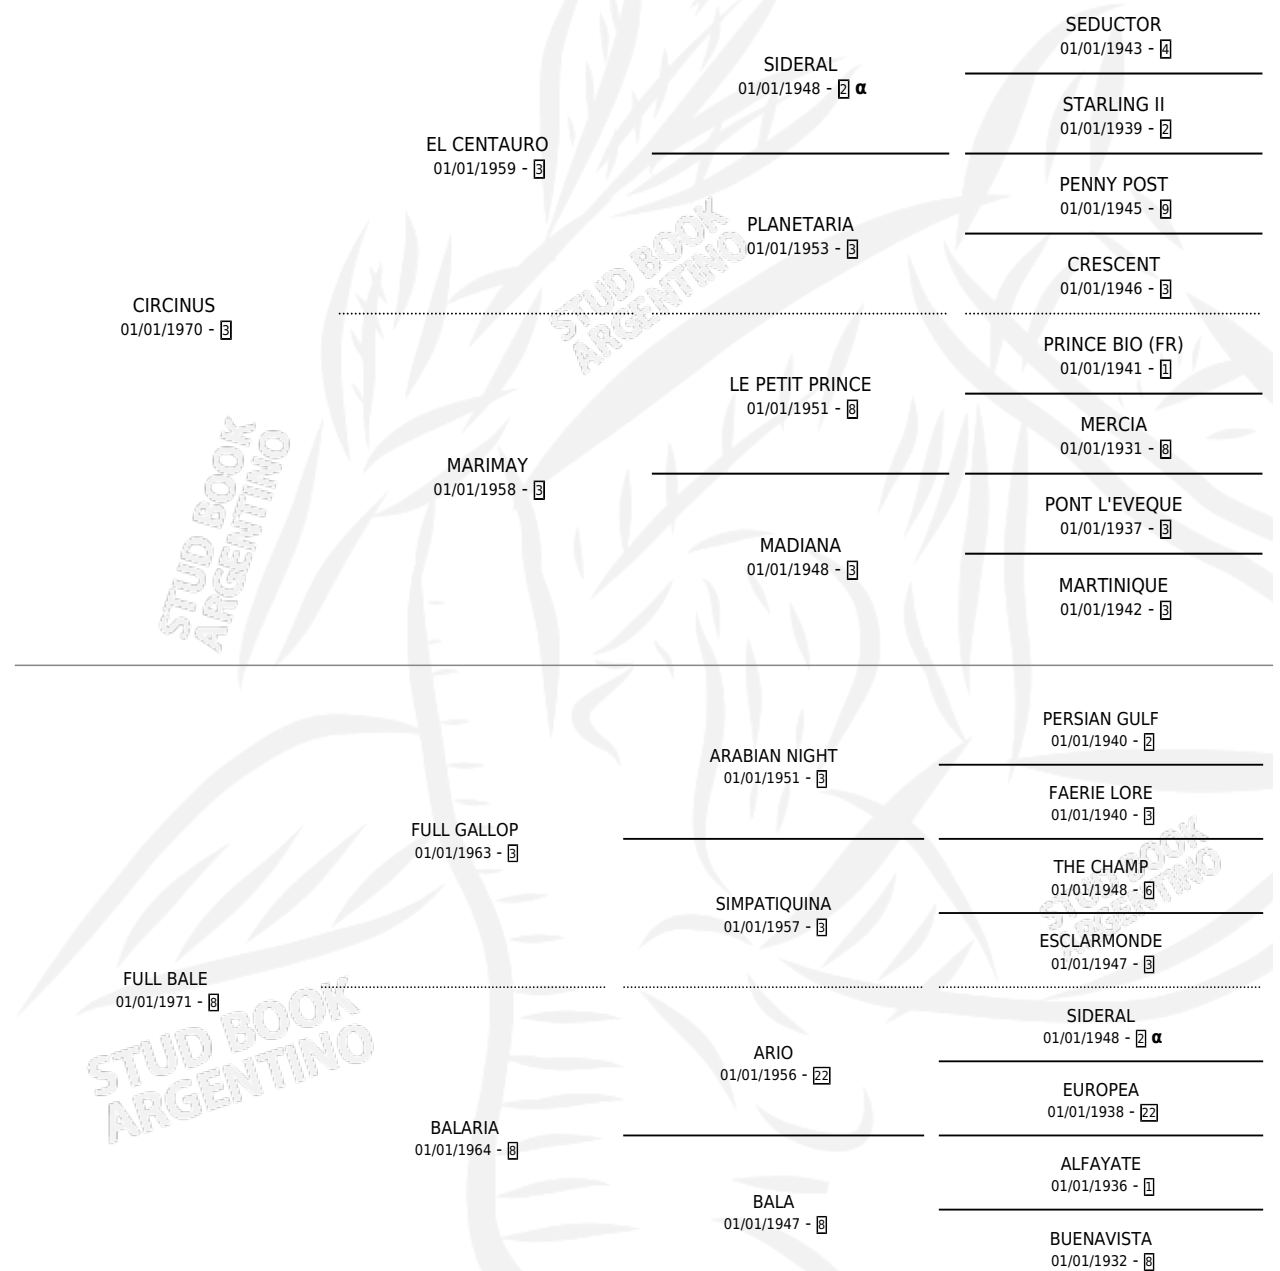 SEDUCTOR
01/01/1943 - 4
SIDERAL
01/01/1948 - 2 α
STARLING II
01/01/1939 - 2
EL CENTAURO
01/01/1959 - 3
PENNY POST
01/01/1945 - 9
PLANETARIA
01/01/1953 - 3
CRESCENT
01/01/1946 - 3
CIRCINUS
01/01/1970 - 3
PRINCE BIO (FR)
01/01/1941 - 1
LE PETIT PRINCE
01/01/1951 - 8
MERCIA
01/01/1931 - 8
MARIMAY
01/01/1958 - 3
PONT L'EVEQUE
01/01/1937 - 3
MADIANA
01/01/1948 - 3
MARTINIQUE
01/01/1942 - 3
PERSIAN GULF
01/01/1940 - 2
ARABIAN NIGHT
01/01/1951 - 3
FAERIE LORE
01/01/1940 - 3
FULL GALLOP
01/01/1963 - 3
THE CHAMP
01/01/1948 - 6
SIMPATIQUINA
01/01/1957 - 3
ESCLARMONDE
01/01/1947 - 3
FULL BALE
01/01/1971 - 8
SIDERAL
01/01/1948 - 2 α
ARIO
01/01/1956 - 22
EUROPEA
01/01/1938 - 22
BALARIA
01/01/1964 - 8
ALFAYATE
01/01/1936 - 1
BALA
01/01/1947 - 8
BUENAVISTA
01/01/1932 - 8
STUD BOOK
ARGENTINO
STUD BOOK
ARGENTINO
STUD BOOK
ARGENTINO
STUD BOOK
ARGENTINO